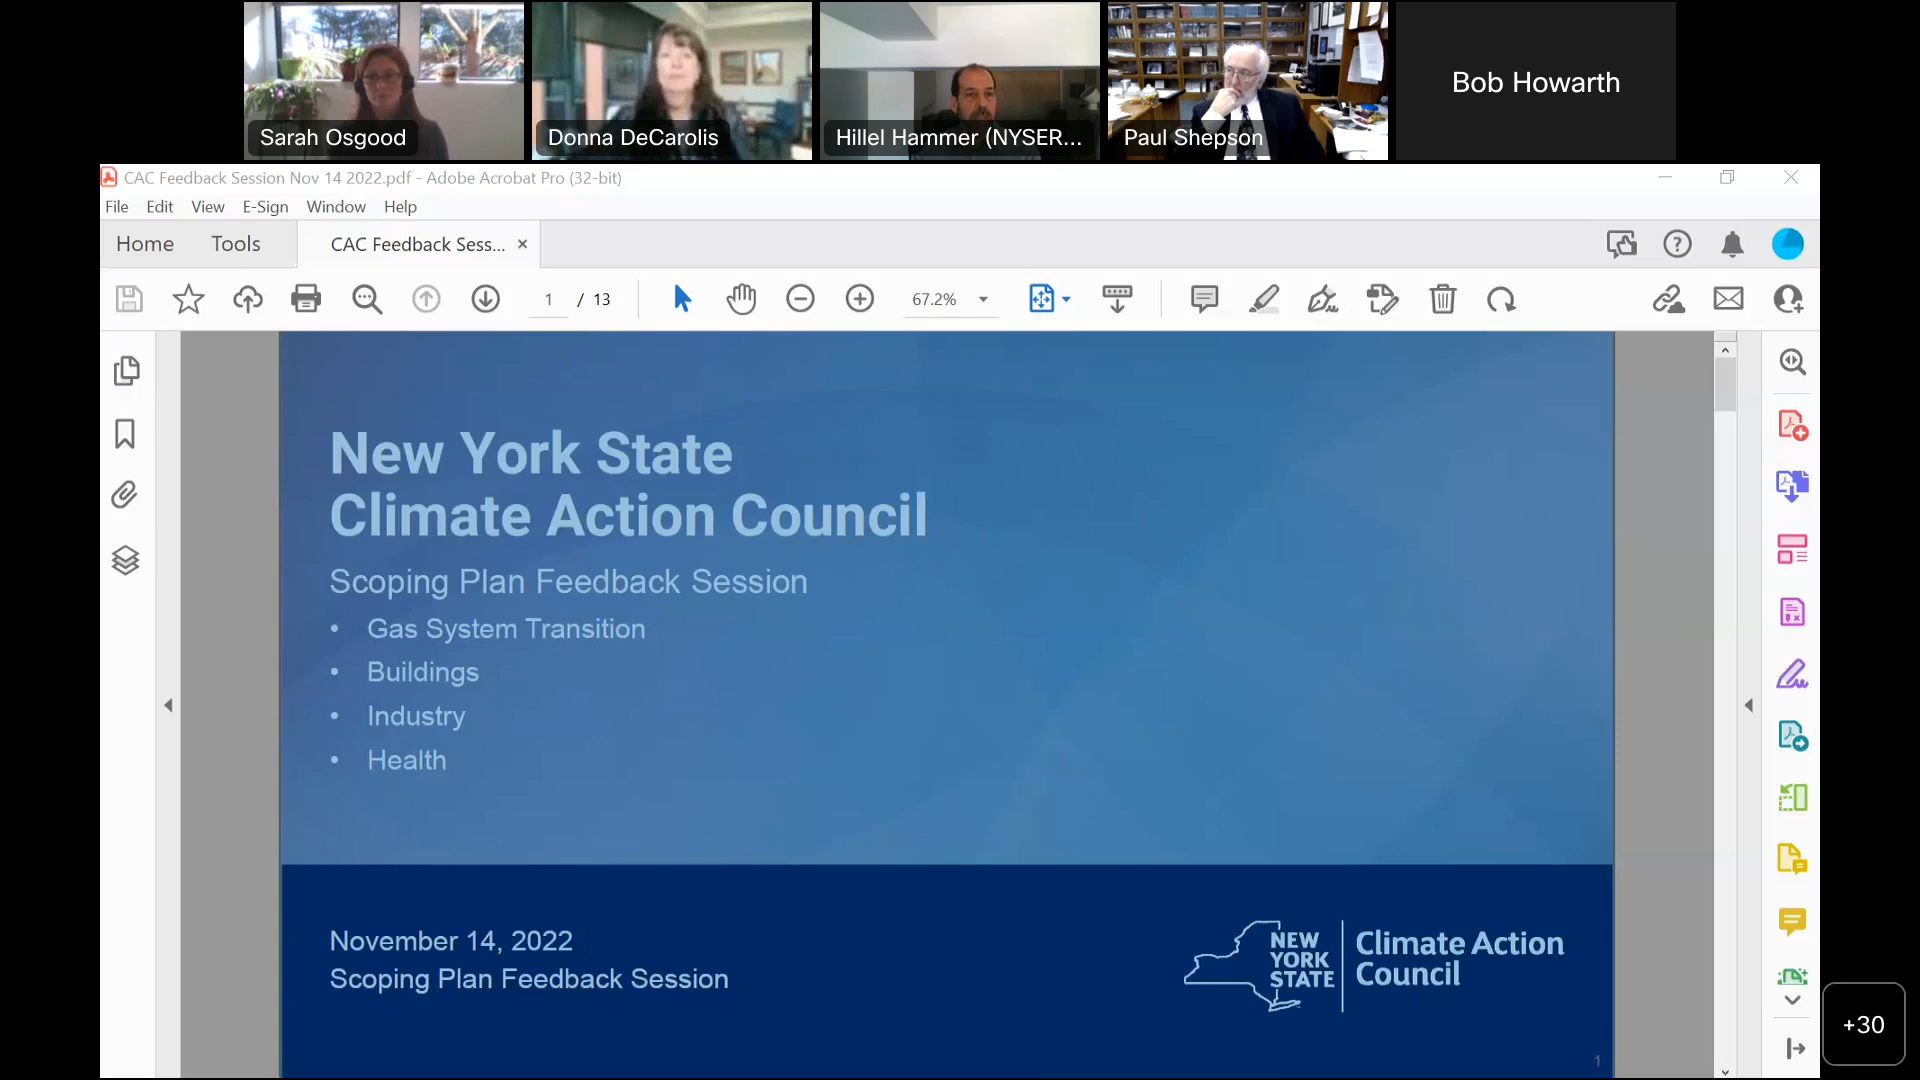 Sarah Osgood
Donna DeCarolis
Hillel Hammer (NYSER...
Paul Shepson
Bob Howarth
CAC Feedback Session Nov 14 2022.pdf - Adobe Acrobat Pro (32-bit)
File Edit View E-Sign Window Help
Home Tools CAC Feedback Sess... ×
1 / 13 67.2%
New York State
Climate Action Council
Scoping Plan Feedback Session
• Gas System Transition
• Buildings
• Industry
• Health
November 14, 2022
Scoping Plan Feedback Session
NEW
YORK
STATE
Climate Action
Council
1
+30